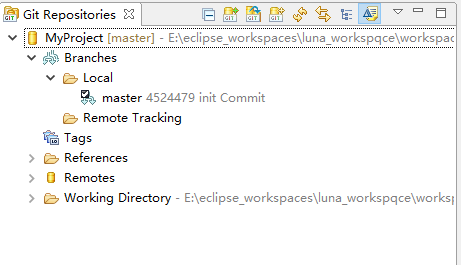 Git Repositories
MyProject [master] - E:\eclipse_workspaces\luna_workspqce\workspac
Branches
Local
master 4524479 init Commit
Remote Tracking
Tags
References
Remotes
Working Directory - E:\eclipse_workspaces\luna_workspqce\worksp